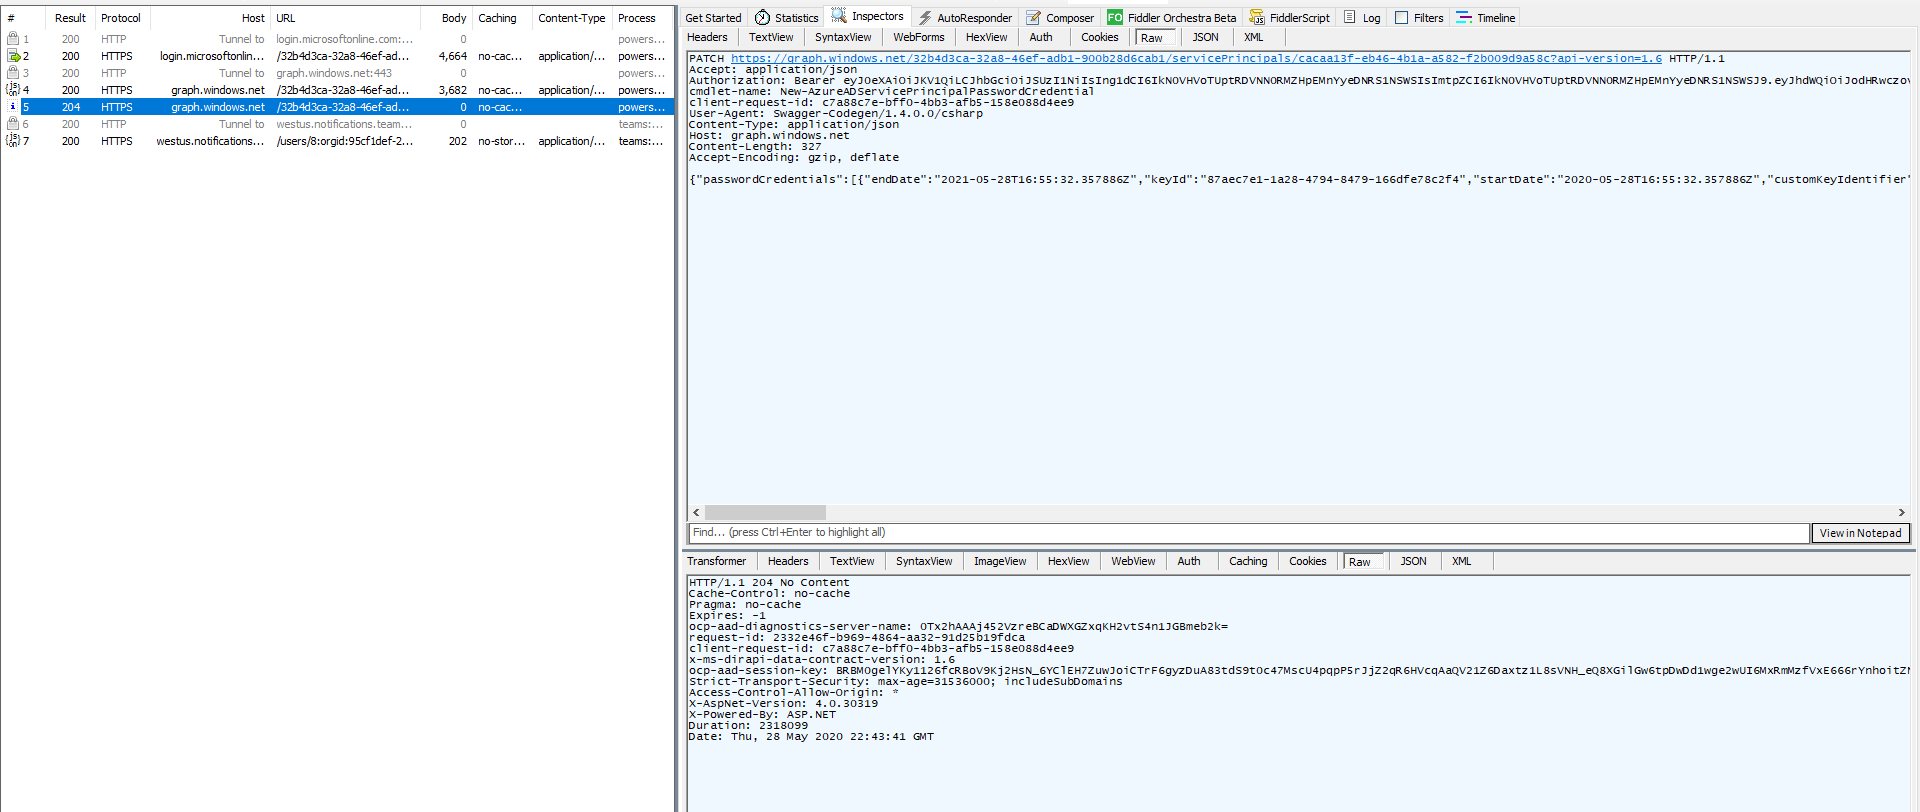 # Result Protocol Host URL Body Caching Content-Type Process
1 200 HTTP Tunnel to login.microsoftonline.com:... 0 powers...
2 200 HTTPS login.microsoftonlin... /32b4d3ca-32a8-46ef-ad... 4,664 no-cac... application/... powers...
3 200 HTTP Tunnel to graph.windows.net:443 0 powers...
4 200 HTTPS graph.windows.net /32b4d3ca-32a8-46ef-ad... 3,682 no-cac... application/... powers...
5 204 HTTPS graph.windows.net /32b4d3ca-32a8-46ef-ad... 0 no-cac... powers...
6 200 HTTP Tunnel to westus.notifications.team... 0 teams:...
7 200 HTTPS westus.notifications... /users/8:orgid:95cf1def-2... 202 no-stor... application/... teams:...
Get Started Statistics Inspectors AutoResponder Composer FO Fiddler Orchestra Beta FiddlerScript Log Filters Timeline
Headers TextView SyntaxView WebForms HexView Auth Cookies Raw JSON XML
PATCH https://graph.windows.net/32b4d3ca-32a8-46ef-adb1-900b28d6cab1/servicePrincipals/cacaa13f-eb46-4b1a-a582-f2b009d9a58c?api-version=1.6 HTTP/1.1
Accept: application/json
Authorization: Bearer
cmdlet-name: New-AzureADServicePrincipalPasswordCredential
client-request-id: c7a88c7e-bff0-4bb3-afb5-158e088d4ee9
User-Agent: Swagger-Codegen/1.4.0.0/csharp
Content-Type: application/json
Host: graph.windows.net
Content-Length: 327
Accept-Encoding: gzip, deflate
{"passwordCredentials":[{"endDate":"2021-05-28T16:55:32.357886Z","keyId":"87aec7e1-1a28-4794-8479-166dfe78c2f4","startDate":"2020-05-28T16:55:32.357886Z","customKeyIdentifier"
Find... (press Ctrl+Enter to highlight all) View in Notepad
Transformer Headers TextView SyntaxView ImageView HexView WebView Auth Caching Cookies Raw JSON XML
HTTP/1.1 204 No Content
Cache-Control: no-cache
Pragma: no-cache
Expires: -1
ocp-aad-diagnostics-server-name: OTx2hAAAj452VzreBCaDWXGZxqKH2vtS4n1JGBmeb2k=
request-id: 2332e46f-b969-4864-aa32-91d25b19fdca
client-request-id: c7a88c7e-bff0-4bb3-afb5-158e088d4ee9
x-ms-dirapi-data-contract-version: 1.6
ocp-aad-session-key:
Strict-Transport-Security: max-age=31536000; includeSubDomains
Access-Control-Allow-Origin: *
X-AspNet-Version: 4.0.30319
X-Powered-By: ASP.NET
Duration: 2318099
Date: Thu, 28 May 2020 22:43:41 GMT